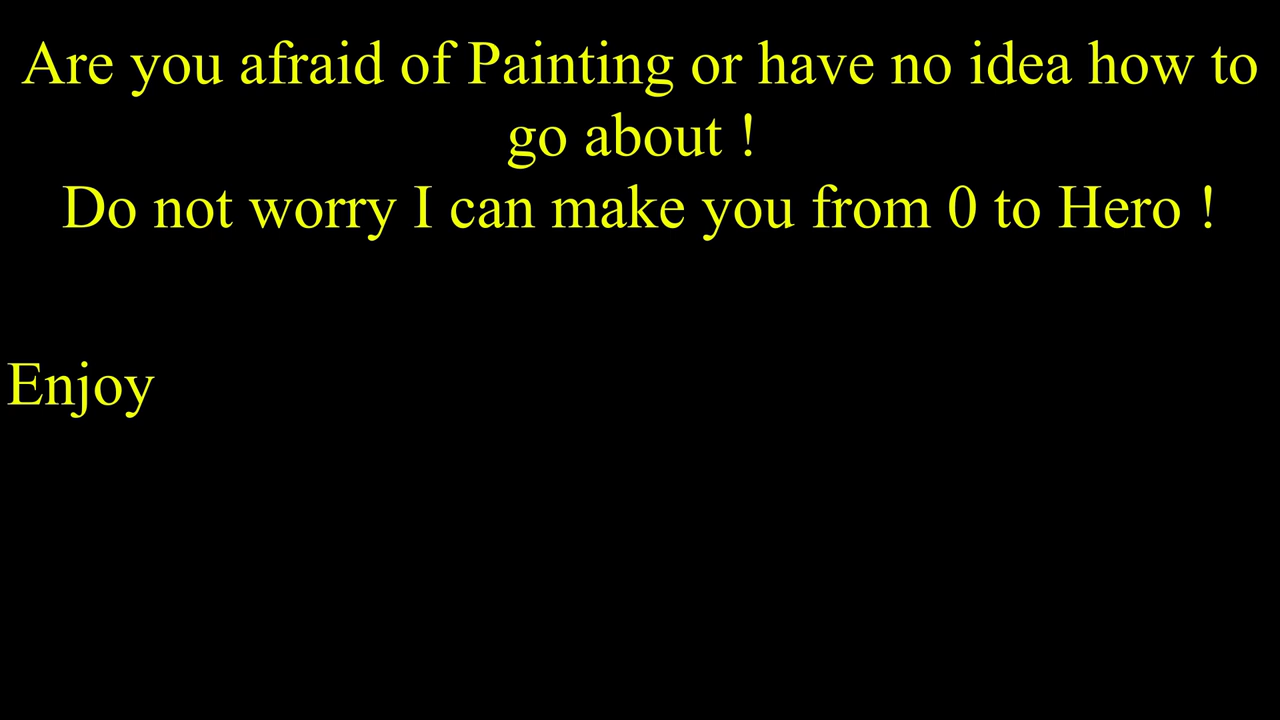 Are you afraid of Painting or have no idea how to
go about !
Do not worry I can make you from 0 to Hero !
Enjoy